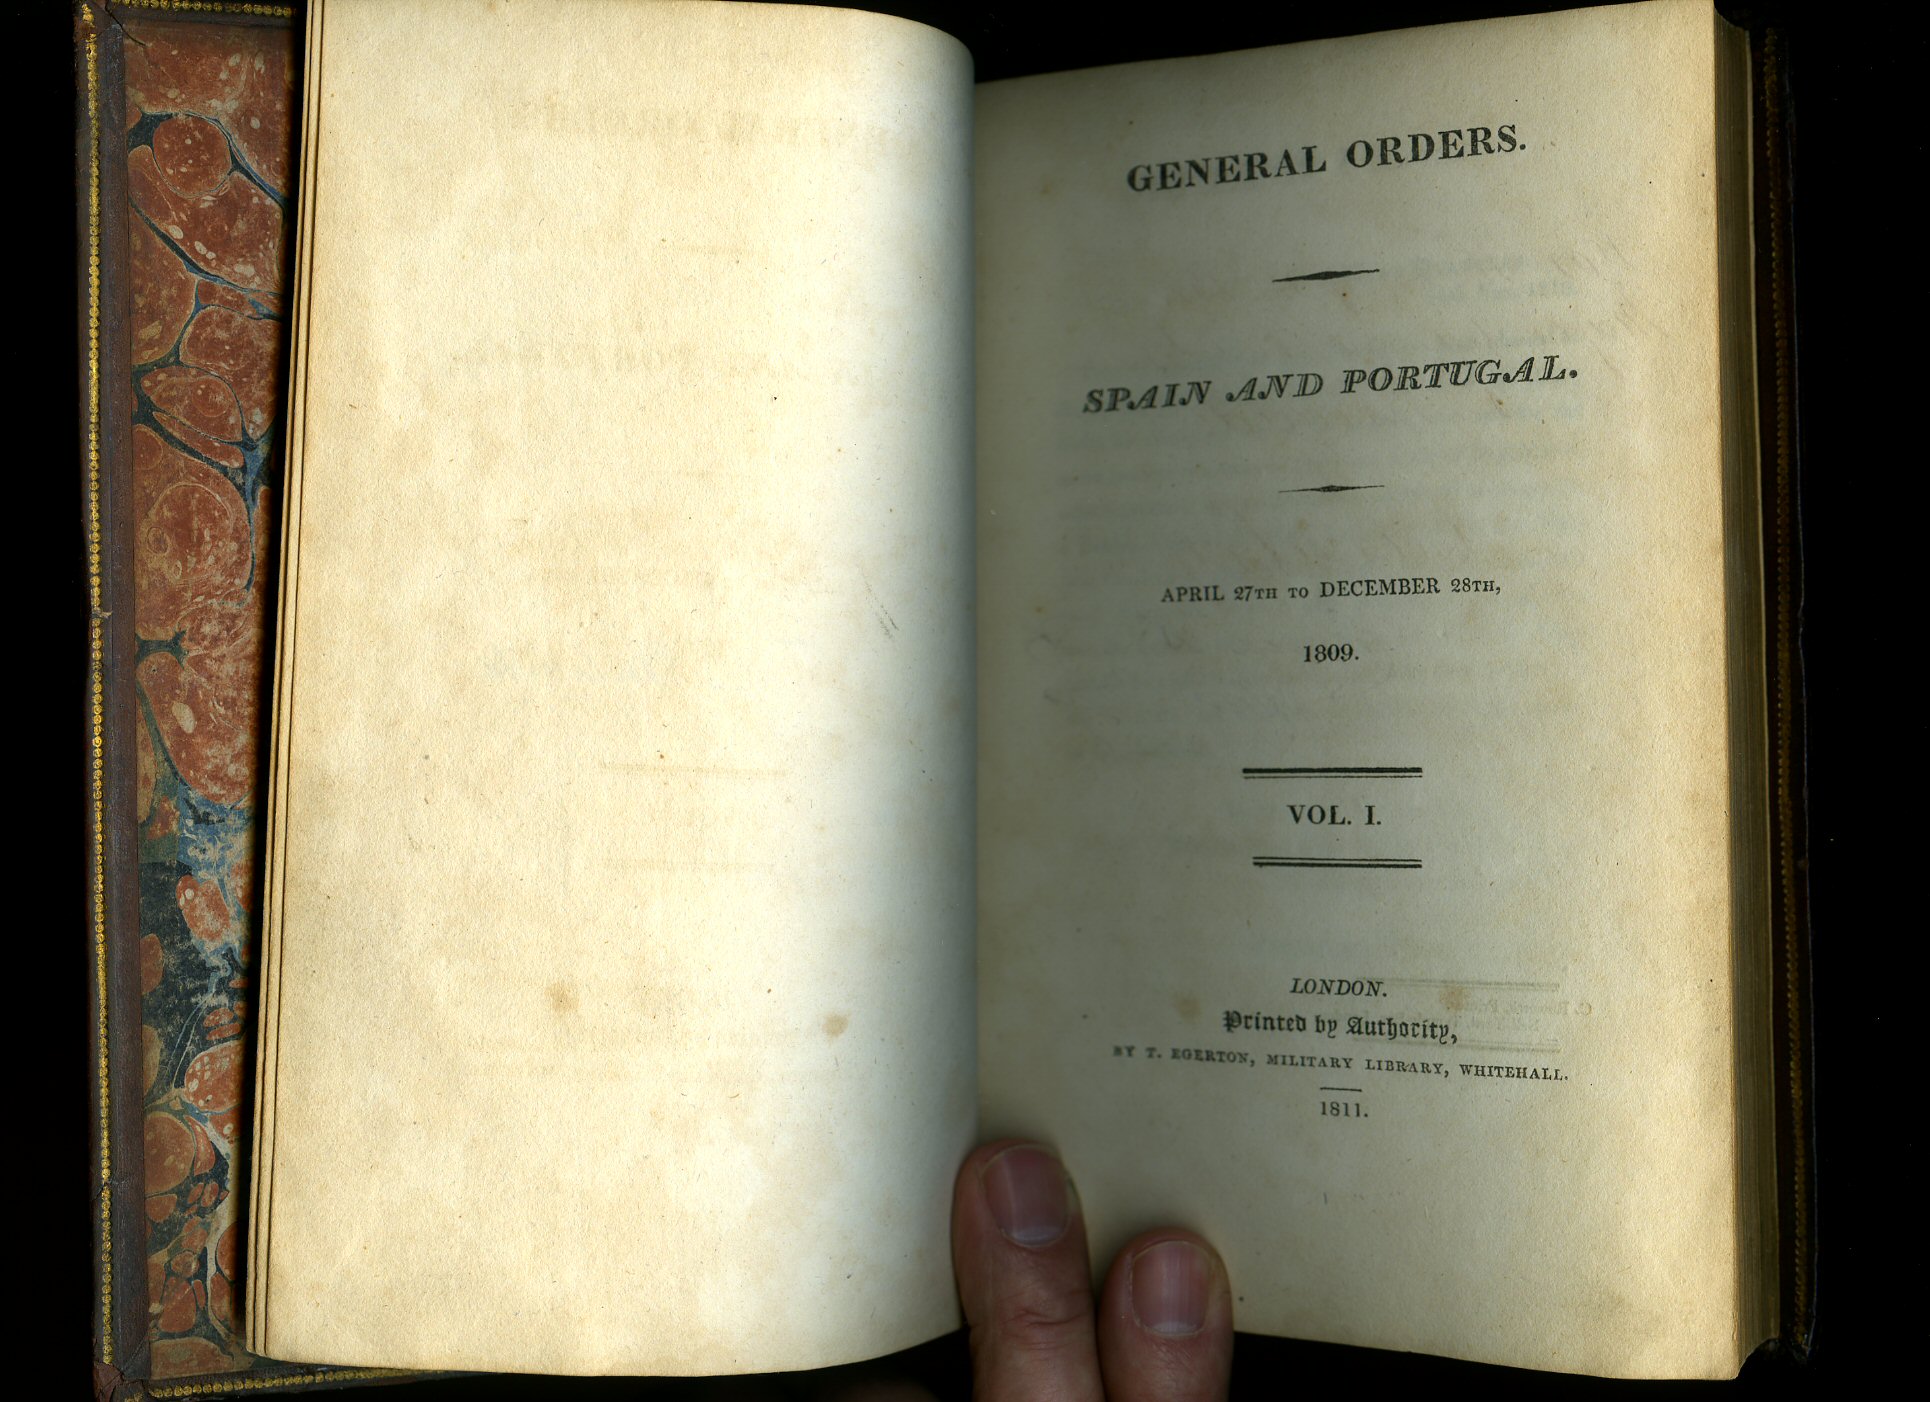 GENERAL ORDERS.
SPAIN AND PORTUGAL.
APRIL 27TH TO DECEMBER 28TH,
1809.
VOL. I.
LONDON.
Printed by Authority,
BY T. EGERTON, MILITARY LIBRARY, WHITEHALL.
1811.